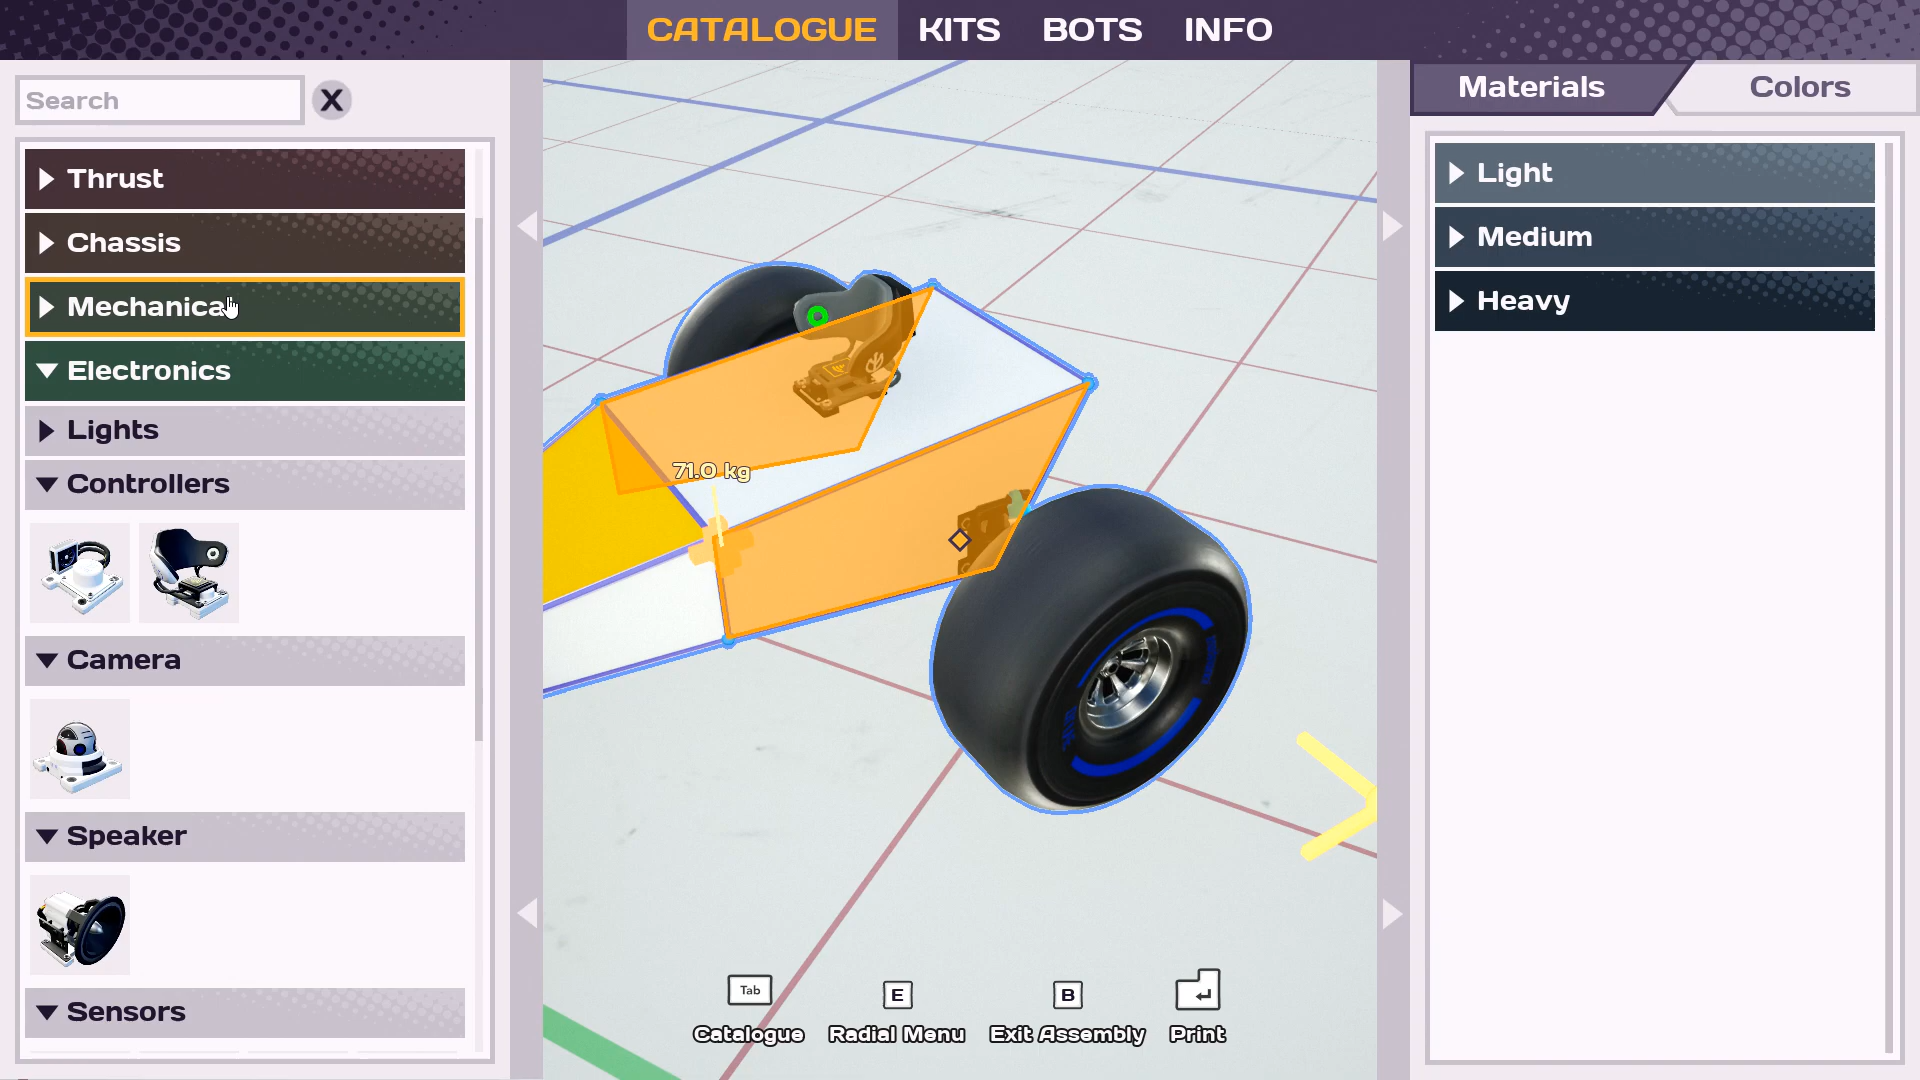 CATALOGUE
KITS
BOTS
INFO
Search
X
Thrust
Chassis
Mechanical
Electronics
Lights
Controllers
Camera
Speaker
Sensors
71.0 kg
Tab
Catalogue
E
Radial Menu
B
Exit Assembly
Print
Materials
Colors
Light
Medium
Heavy